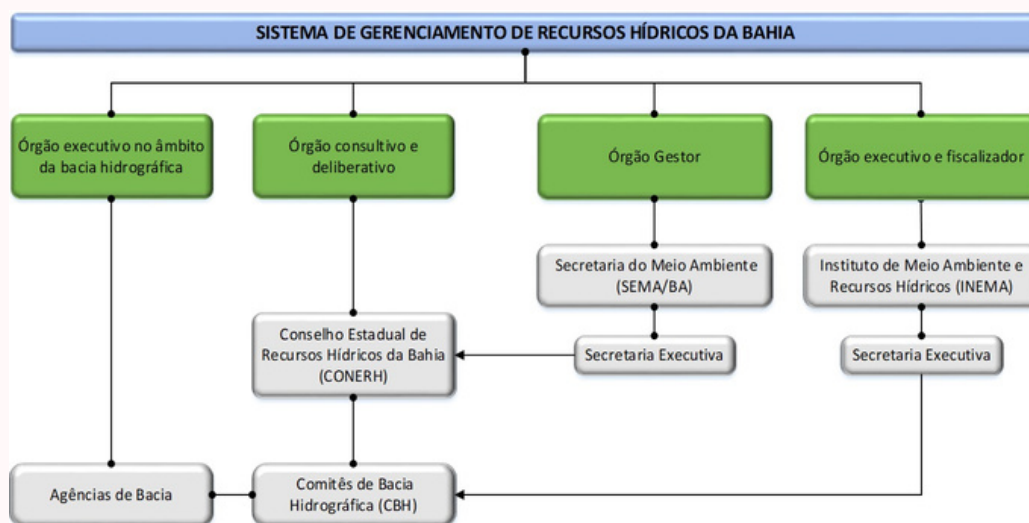 SISTEMA DE GERENCIAMENTO DE RECURSOS HÍDRICOS DA BAHIA
Órgão executivo no âmbito
da bacia hidrográfica
Órgão consultivo e
deliberativo
Órgão Gestor
Órgão executivo e fiscalizador
Secretaria do Meio Ambiente
(SEMA/BA)
Instituto de Meio Ambiente e
Recursos Hídricos (INEMA)
Conselho Estadual de
Recursos Hídricos da Bahia
(CONERH)
Secretaria Executiva
Secretaria Executiva
Agências de Bacia
Comitês de Bacia
Hidrográfica (CBH)